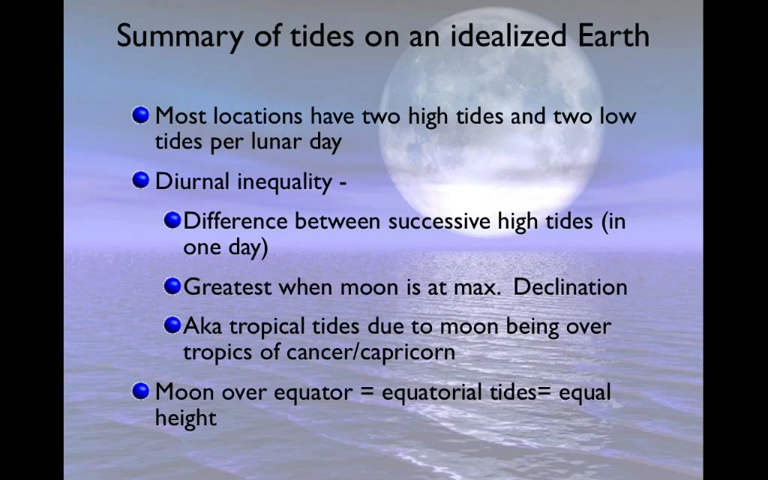 Summary of tides on an idealized Earth
Most locations have two high tides and two low
tides per lunar day
Diurnal inequality -
Difference between successive high tides (in
one day)
Greatest when moon is at max.  Declination
Aka tropical tides due to moon being over
tropics of cancer/capricorn
Moon over equator = equatorial tides= equal
height